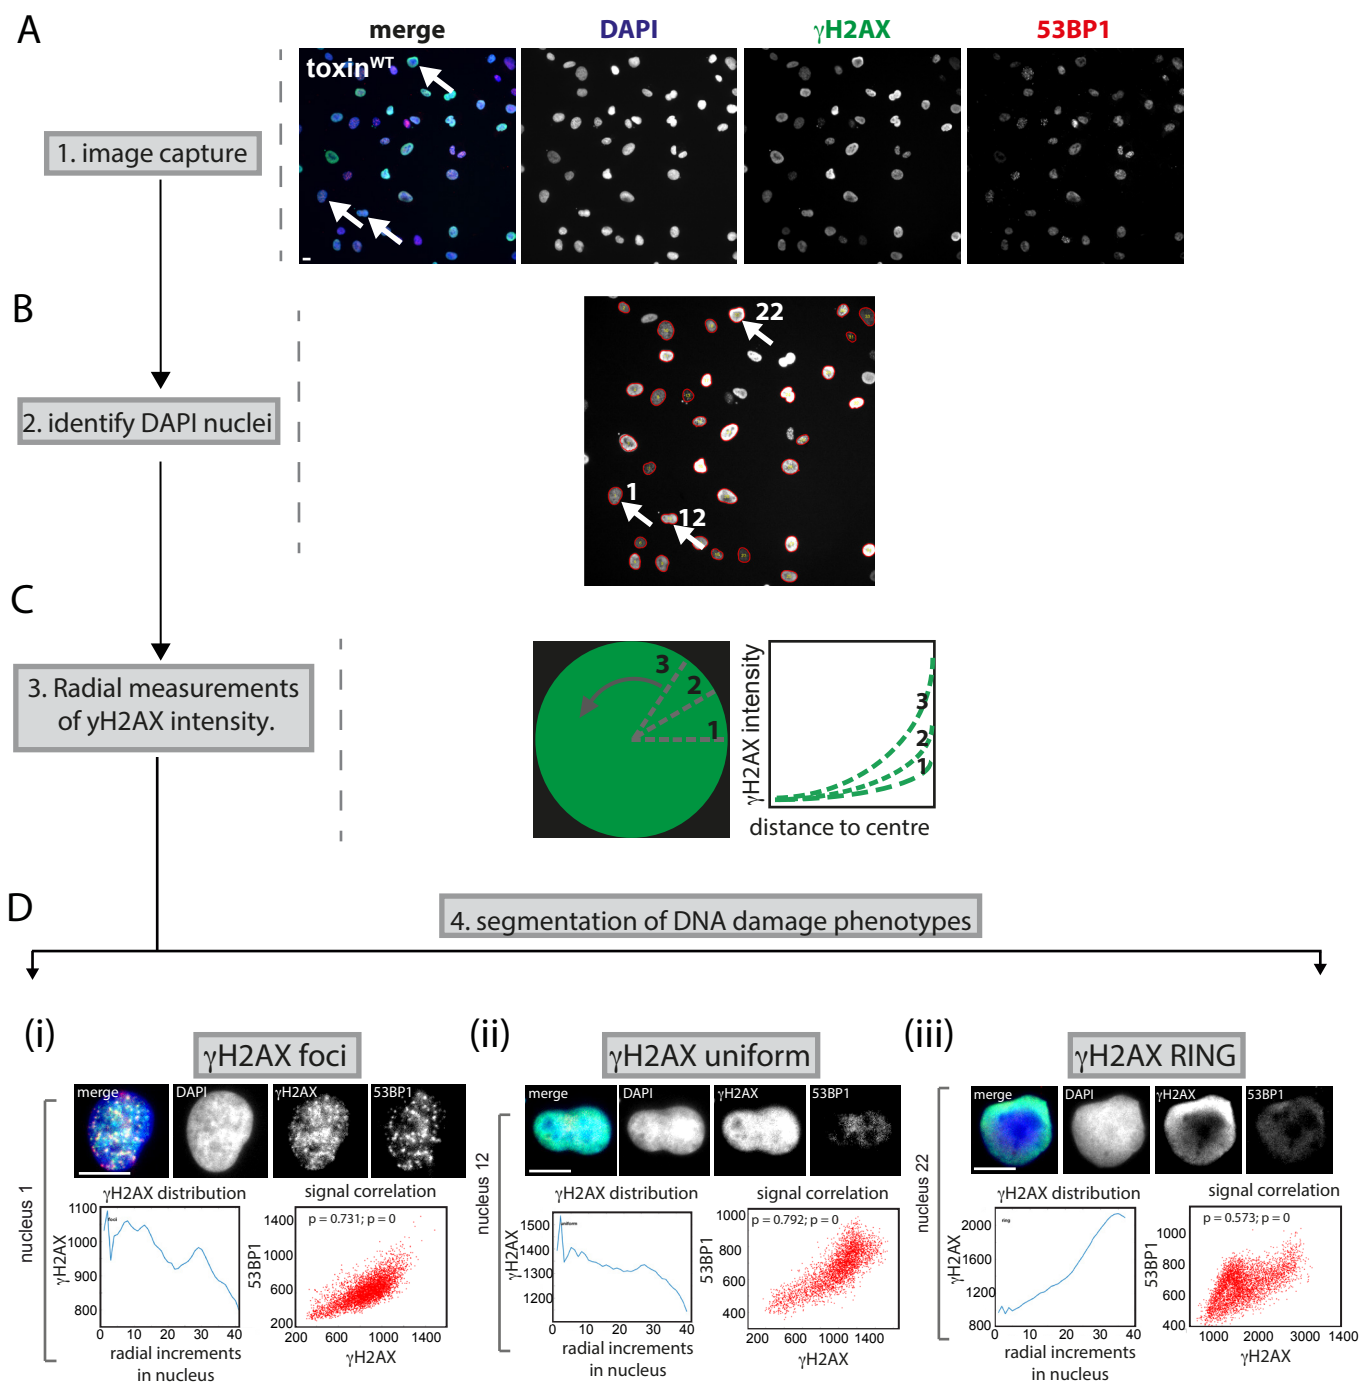 A
merge
DAPI
γH2AX
53BP1
toxinWT
1. image capture
B
22
1
12
2. identify DAPI nuclei
C
3. Radial measurements
of yH2AX intensity.
3
2
1
γH2AX intensity
3
2
1
distance to centre
D
4. segmentation of DNA damage phenotypes
(i)
γH2AX foci
nucleus 1
merge
DAPI
γH2AX
53BP1
γH2AX distribution
signal correlation
γH2AX
1100
1000
900
800
foci
0
10
20
30
40
radial increments
in nucleus
53BP1
1400
1000
600
200
p = 0.731; p = 0
200
600
1000
1400
γH2AX
(ii)
γH2AX uniform
nucleus 12
merge
DAPI
γH2AX
53BP1
γH2AX distribution
signal correlation
γH2AX
1500
1400
1300
1200
uniform
0
10
20
30
40
radial increments
in nucleus
53BP1
1000
800
600
400
p = 0.792; p = 0
200
600
1000
1400
γH2AX
(iii)
γH2AX RING
nucleus 22
merge
DAPI
γH2AX
53BP1
γH2AX distribution
signal correlation
γH2AX
2000
1600
1200
800
ring
0
10
20
30
40
radial increments
in nucleus
53BP1
1000
800
600
400
p = 0.573; p = 0
1000
2000
3000
1400
γH2AX